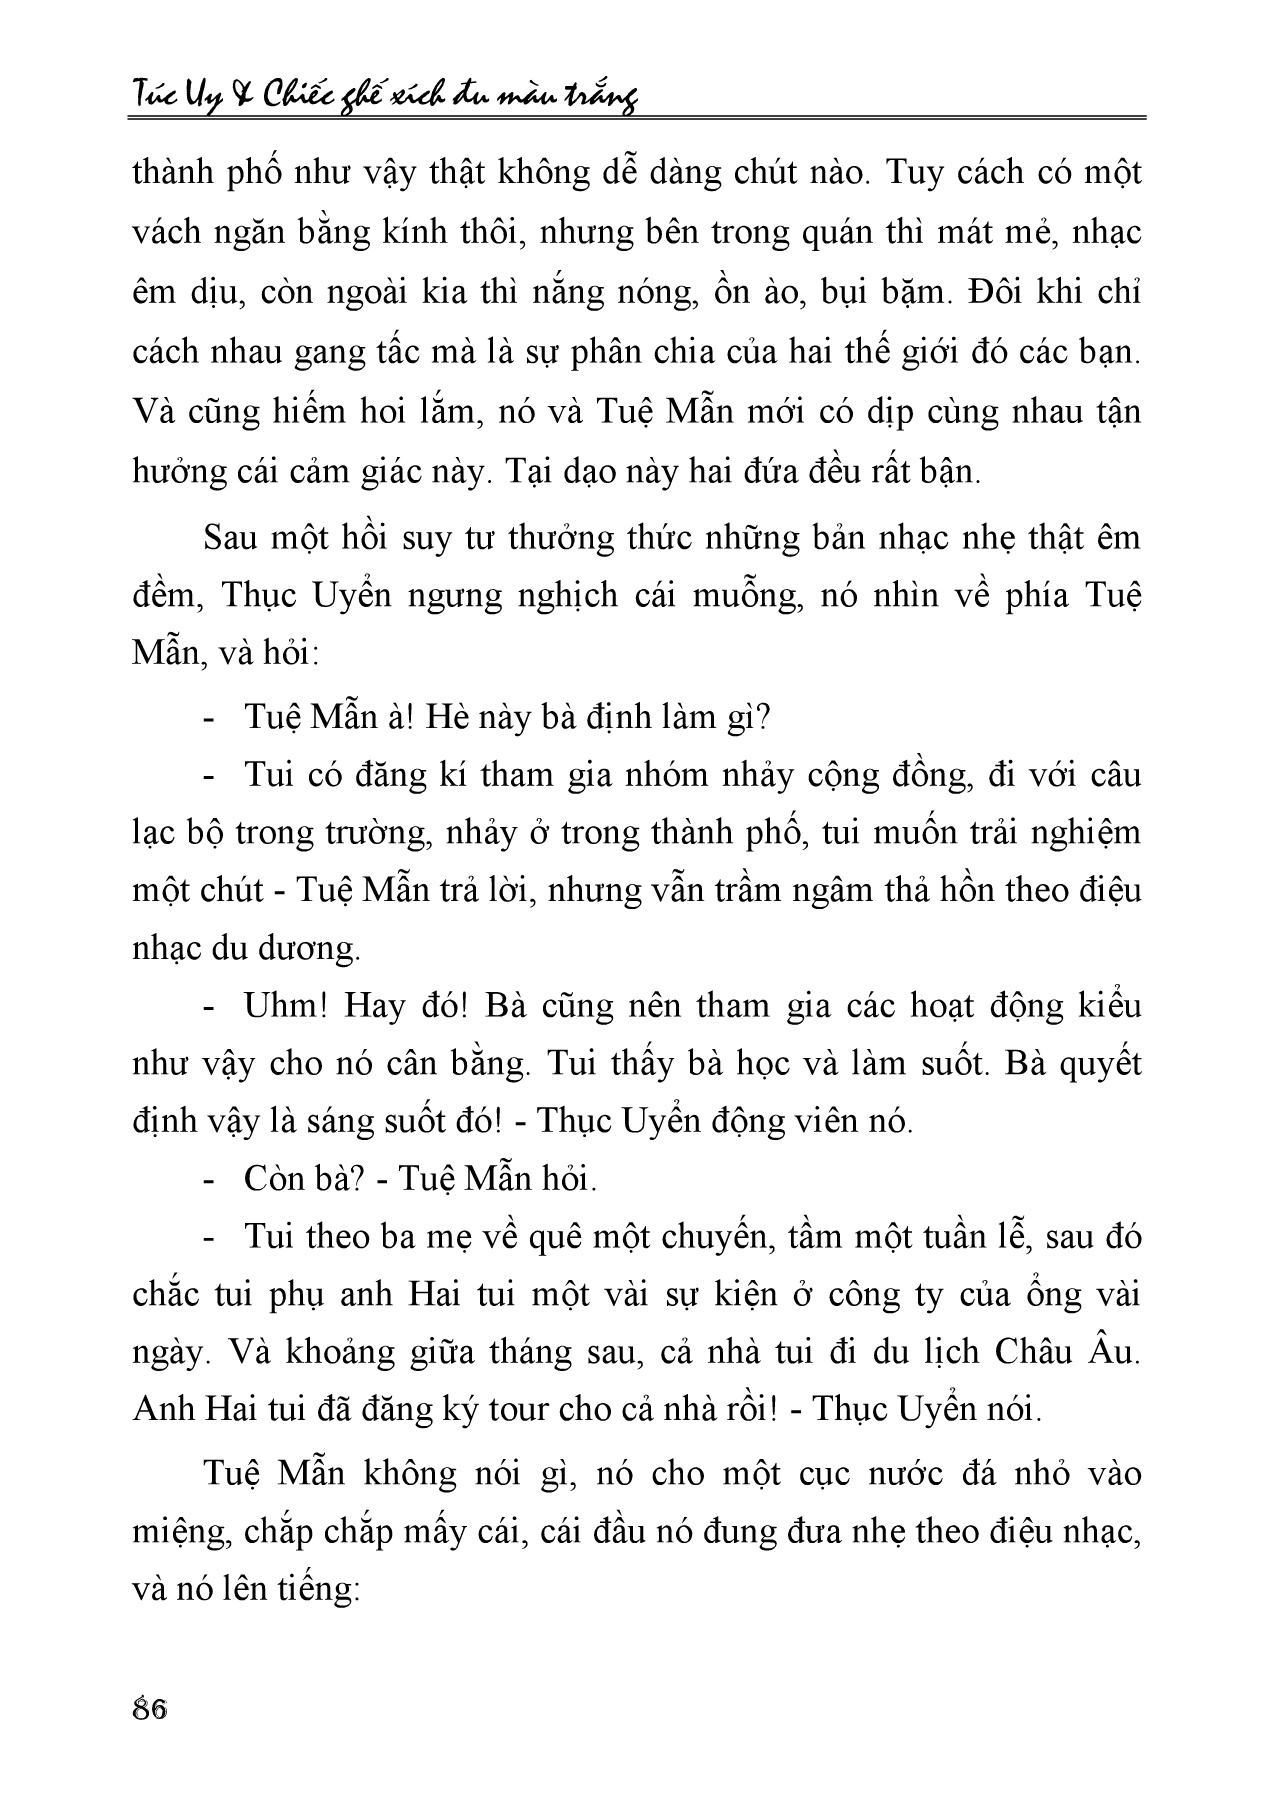 Túc Uy & Chiếc ghế xích đu màu trắng
thành phố như vậy thật không dễ dàng chút nào. Tuy cách có một
vách ngăn bằng kính thôi, nhưng bên trong quán thì mát mẻ, nhạc
êm dịu, còn ngoài kia thì nắng nóng, ồn ào, bụi bặm. Đôi khi chỉ
cách nhau gang tấc mà là sự phân chia của hai thế giới đó các bạn.
Và cũng hiếm hoi lắm, nó và Tuệ Mẫn mới có dịp cùng nhau tận
hưởng cái cảm giác này. Tại dạo này hai đứa đều rất bận.
Sau một hồi suy tư thưởng thức những bản nhạc nhẹ thật êm
đềm, Thục Uyển ngưng nghịch cái muỗng, nó nhìn về phía Tuệ
Mẫn, và hỏi:
- Tuệ Mẫn à! Hè này bà định làm gì?
- Tui có đăng kí tham gia nhóm nhảy cộng đồng, đi với câu
lạc bộ trong trường, nhảy ở trong thành phố, tui muốn trải nghiệm
một chút - Tuệ Mẫn trả lời, nhưng vẫn trầm ngâm thả hồn theo điệu
nhạc du dương.
- Uhm! Hay đó! Bà cũng nên tham gia các hoạt động kiểu
như vậy cho nó cân bằng. Tui thấy bà học và làm suốt. Bà quyết
định vậy là sáng suốt đó! - Thục Uyển động viên nó.
- Còn bà? - Tuệ Mẫn hỏi.
- Tui theo ba mẹ về quê một chuyến, tầm một tuần lễ, sau đó
chắc tui phụ anh Hai tui một vài sự kiện ở công ty của ổng vài
ngày. Và khoảng giữa tháng sau, cả nhà tui đi du lịch Châu Âu.
Anh Hai tui đã đăng ký tour cho cả nhà rồi! - Thục Uyển nói.
Tuệ Mẫn không nói gì, nó cho một cục nước đá nhỏ vào
miệng, chắp chắp mấy cái, cái đầu nó đung đưa nhẹ theo điệu nhạc,
và nó lên tiếng:
86